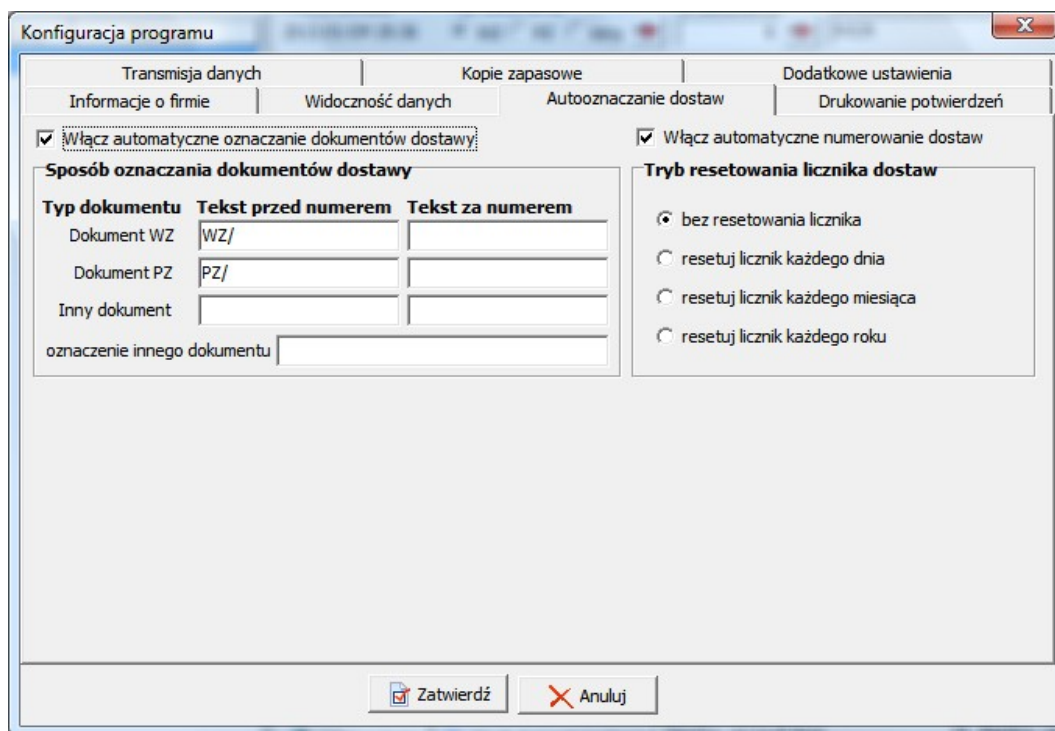 Konfiguracja programu
Transmisja danych
Kopie zapasowe
Dodatkowe ustawienia
Informacje o firmie
Widoczność danych
Autooznaczanie dostaw
Drukowanie potwierdzeń
Włącz automatyczne oznaczanie dokumentów dostawy
Włącz automatyczne numerowanie dostaw
Sposób oznaczania dokumentów dostawy
Typ dokumentu Tekst przed numerem Tekst za numerem
Dokument WZ WZ/
Dokument PZ PZ/
Inny dokument
oznaczenie innego dokumentu
Tryb resetowania licznika dostaw
bez resetowania licznika
resetuj licznik każdego dnia
resetuj licznik każdego miesiąca
resetuj licznik każdego roku
Zatwierdź
Anuluj